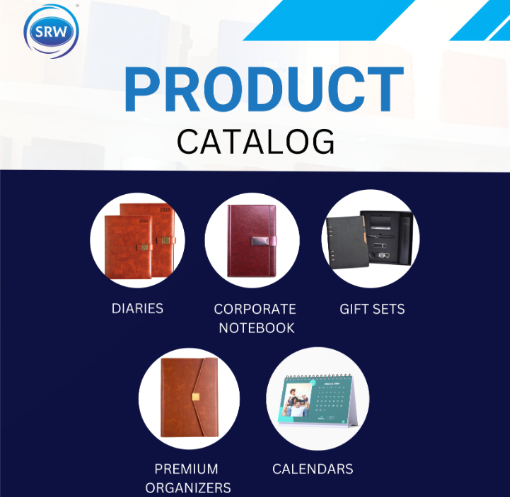 SRW
PRODUCT
CATALOG
DIARIES
CORPORATE
NOTEBOOK
GIFT SETS
PREMIUM
ORGANIZERS
CALENDARS